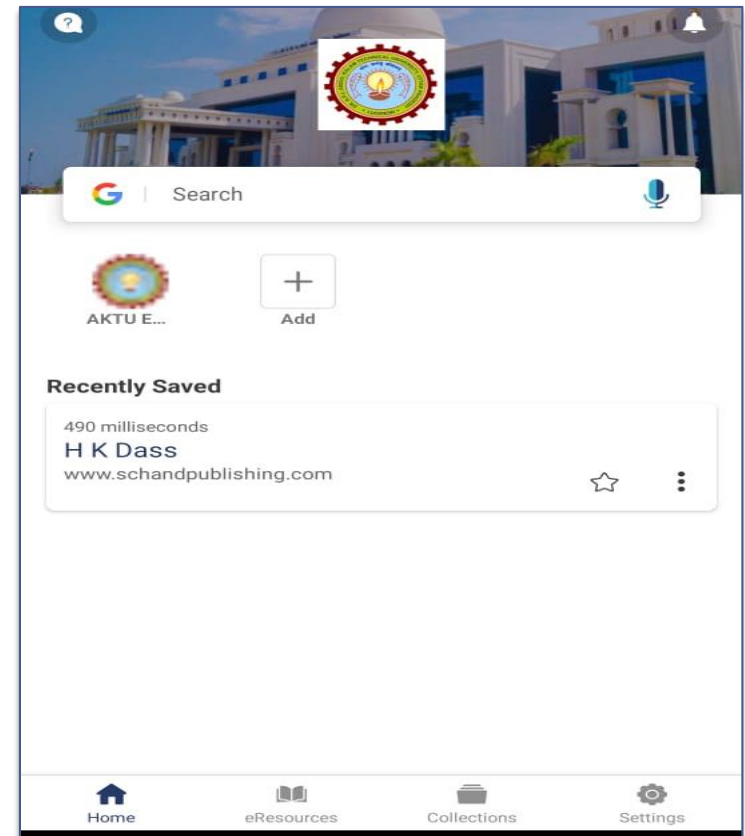 Search
AKTU E...
Add
Recently Saved
490 milliseconds
H K Dass
www.schandpublishing.com
Home
eResources
Collections
Settings